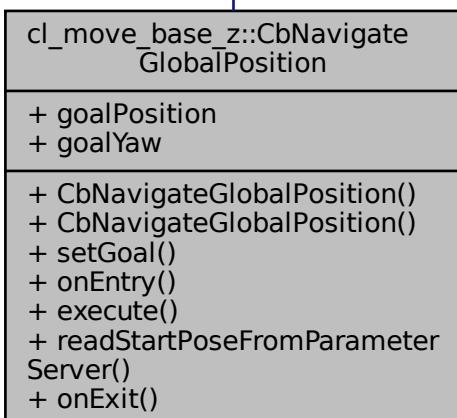 cl_move_base_z::CbNavigate
GlobalPosition
+ goalPosition
+ goalYaw
+ CbNavigateGlobalPosition()
+ CbNavigateGlobalPosition()
+ setGoal()
+ onEntry()
+ execute()
+ readStartPoseFromParameter
Server()
+ onExit()